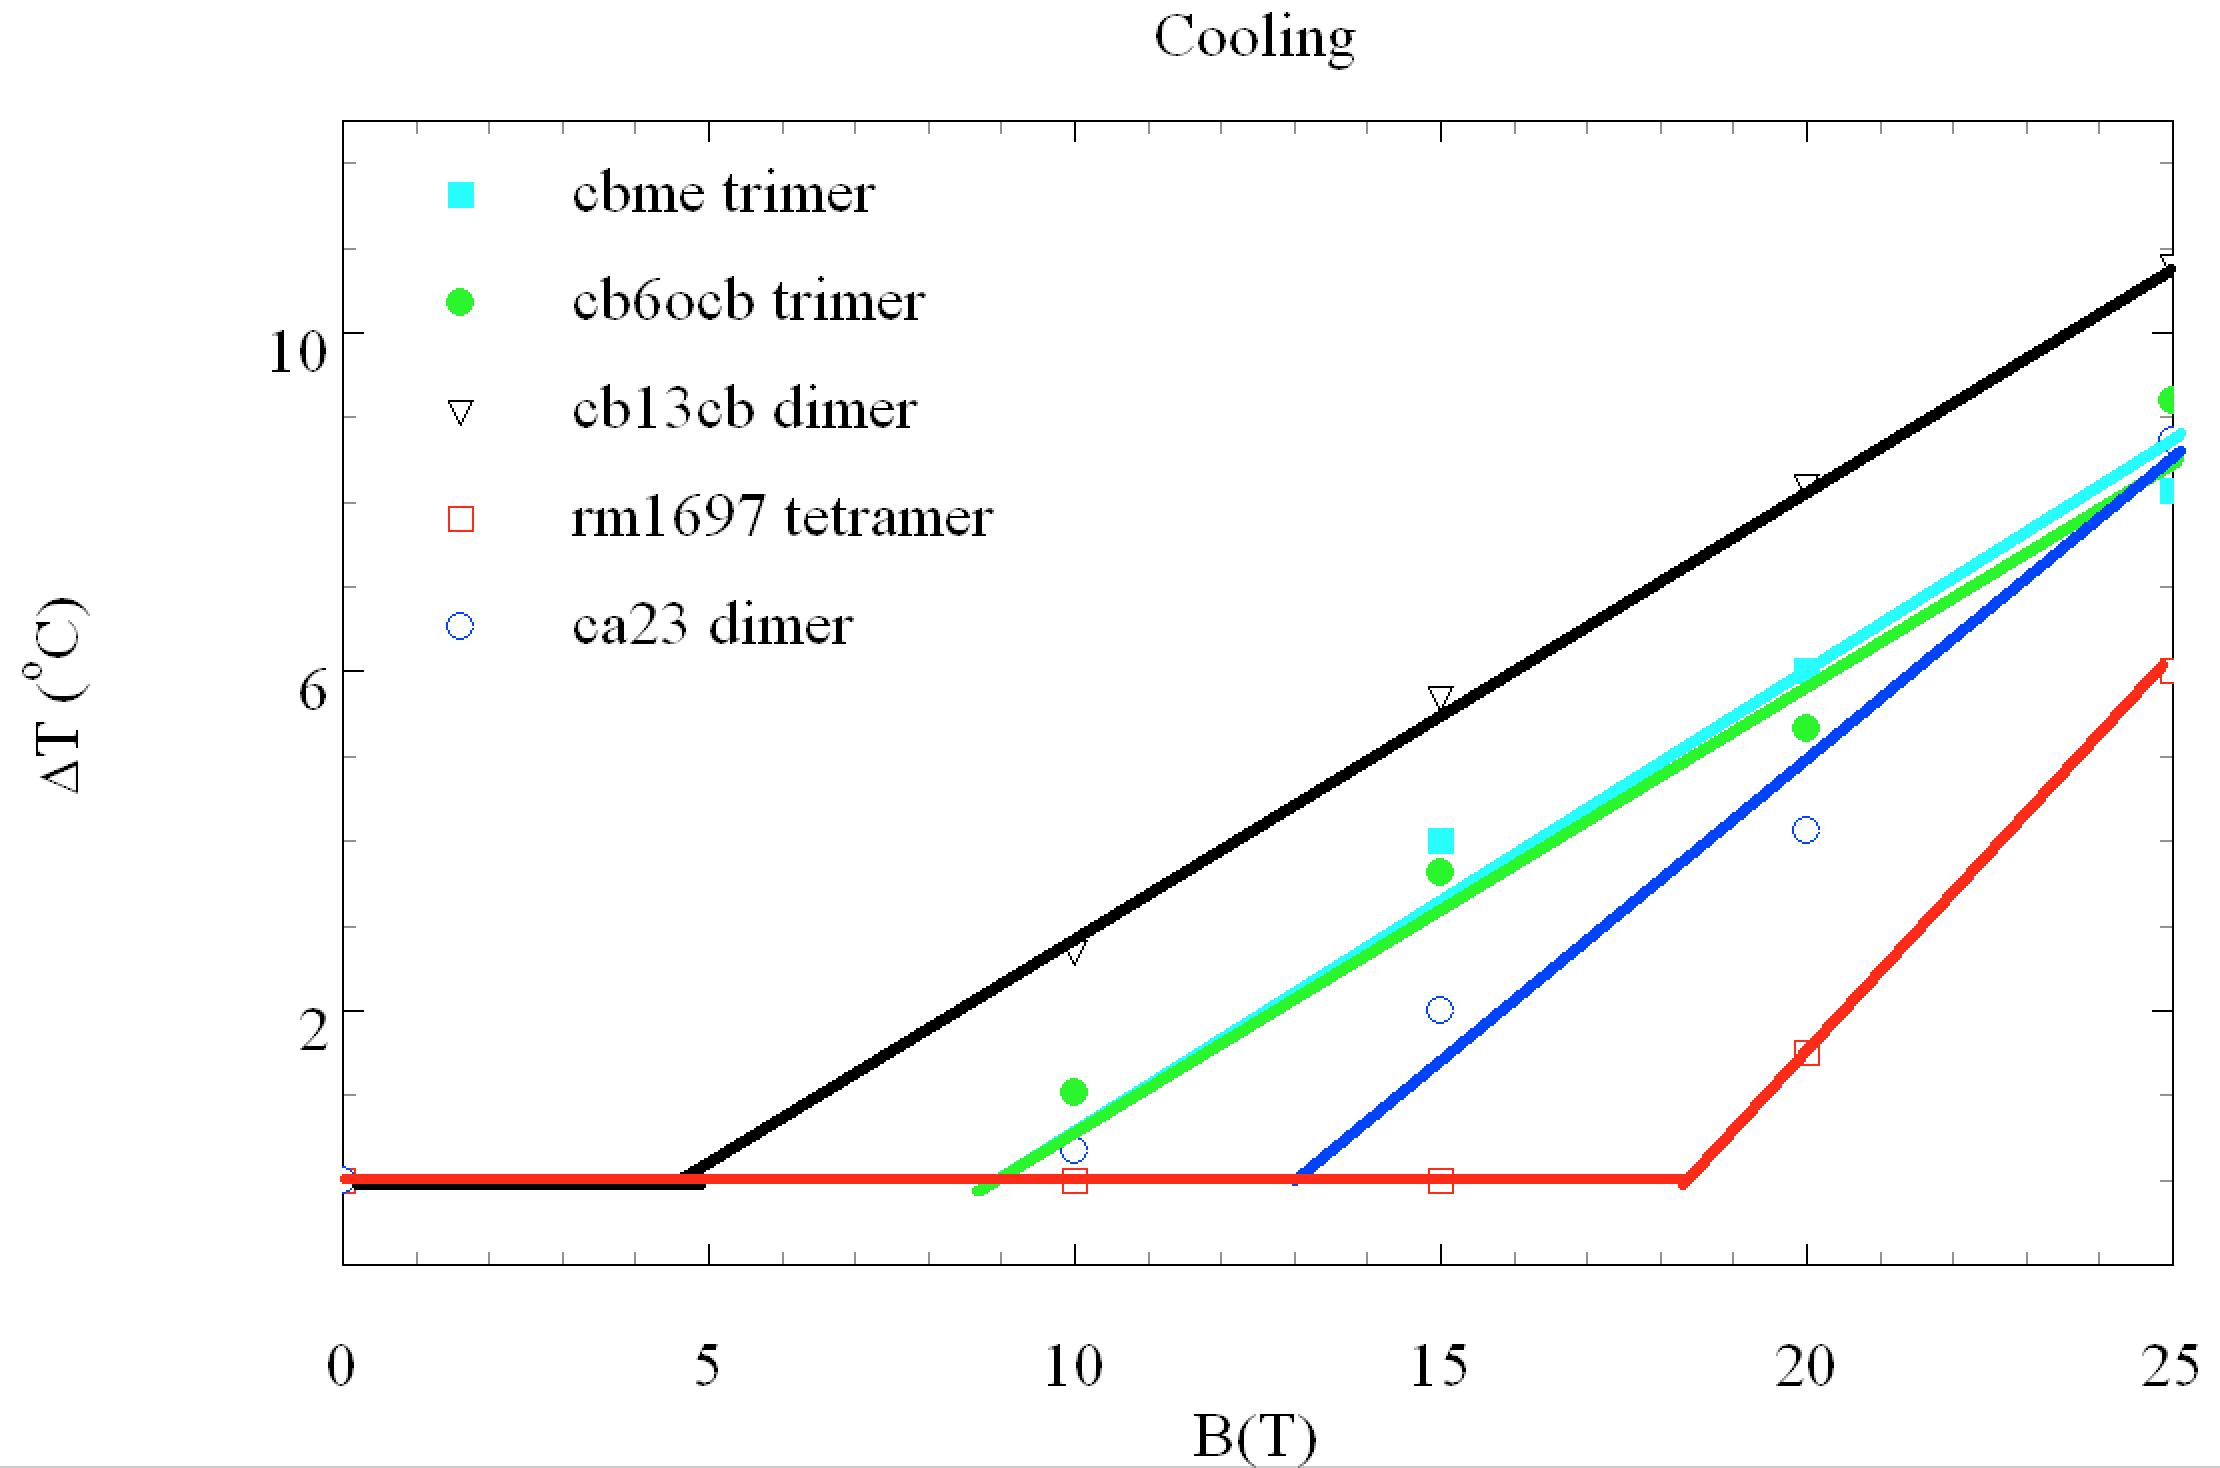 Cooling
cbme trimer
cb6ocb trimer
cb13cb dimer
rm1697 tetramer
ca23 dimer
ΔT (°C)
10
6
2
0 5 10 15 20 25
B(T)